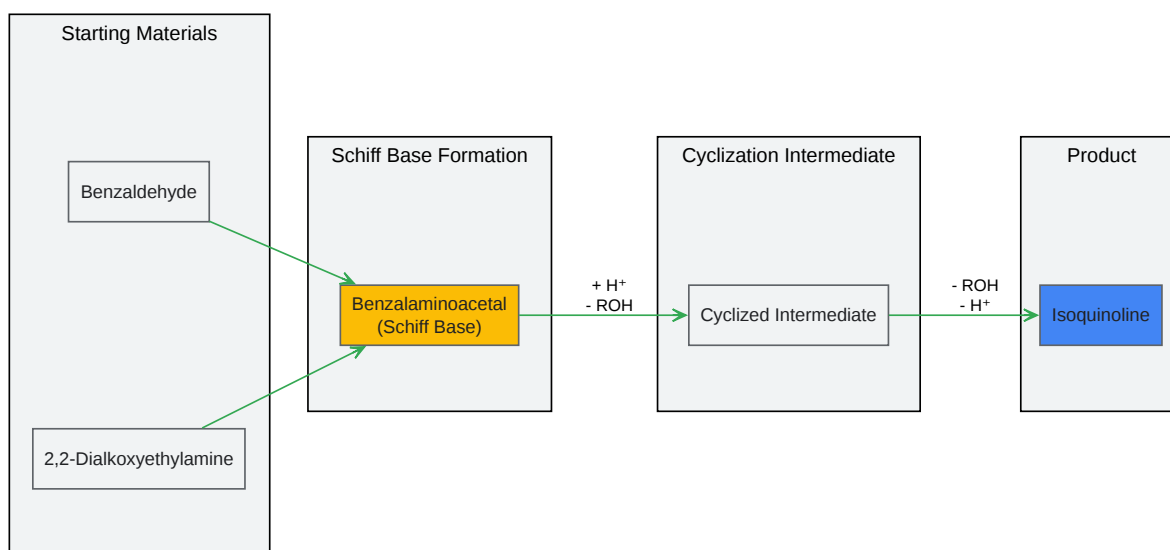 Starting Materials
Benzaldehyde
2,2-Dialkoxyethylamine
Schiff Base Formation
Benzalaminoacetal
(Schiff Base)
+ H⁺
- ROH
Cyclization Intermediate
Cyclized Intermediate
- ROH
- H⁺
Product
Isoquinoline